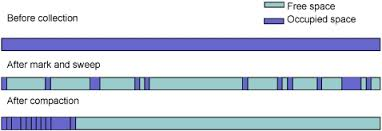 Free space
Before collection
Occupied space
After mark and sweep
After compaction